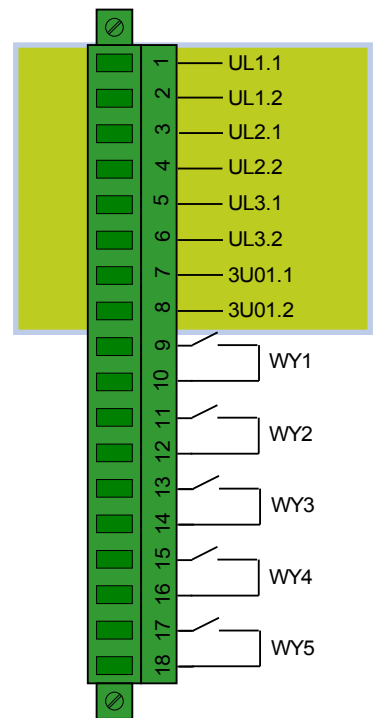 1 UL1.1
2 UL1.2
3 UL2.1
4 UL2.2
5 UL3.1
6 UL3.2
7 3U01.1
8 3U01.2
9
WY1
10
11
WY2
12
13
WY3
14
15
WY4
16
17
WY5
18